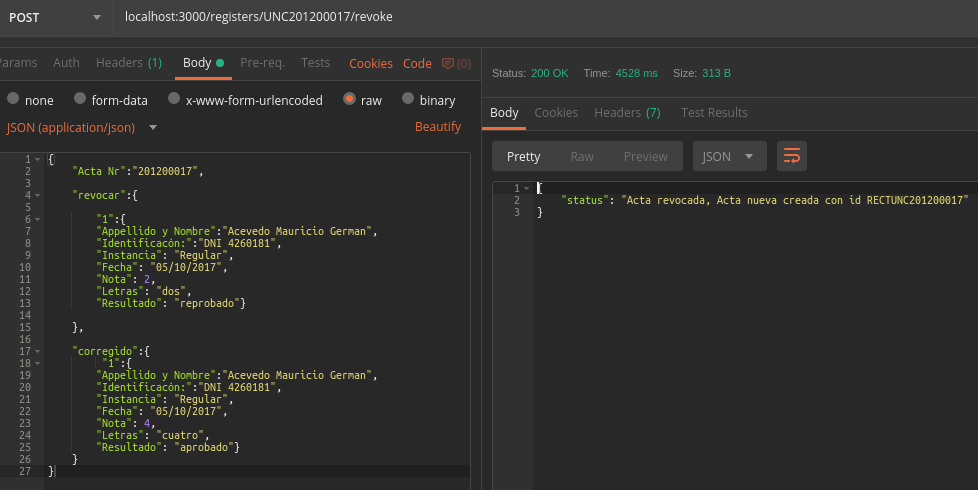 POST localhost:3000/registers/UNC201200017/revoke
Params Auth Headers (1) Body Pre-req. Tests Cookies Code (0)
none form-data x-www-form-urlencoded raw binary
JSON (application/json) Beautify
1 {
2 "Acta Nr":"201200017",
3
4 "revocar":{
5
6 "1":{
7 "Appellido y Nombre":"Acevedo Mauricio German",
8 "Identificacón:":"DNI 4260181",
9 "Instancia": "Regular",
10 "Fecha": "05/10/2017",
11 "Nota": 2,
12 "Letras": "dos",
13 "Resultado": "reprobado"}
14
15 },
16
17 "corregido":{
18 "1":{
19 "Appellido y Nombre":"Acevedo Mauricio German",
20 "Identificacón:":"DNI 4260181",
21 "Instancia": "Regular",
22 "Fecha": "05/10/2017",
23 "Nota": 4,
24 "Letras": "cuatro",
25 "Resultado": "aprobado"}
26 }
27 }
Status: 200 OK Time: 4528 ms Size: 313 B
Body Cookies Headers (7) Test Results
Pretty Raw Preview JSON
1 {
2 "status": "Acta revocada, Acta nueva creada con id RECTUNC201200017"
3 }